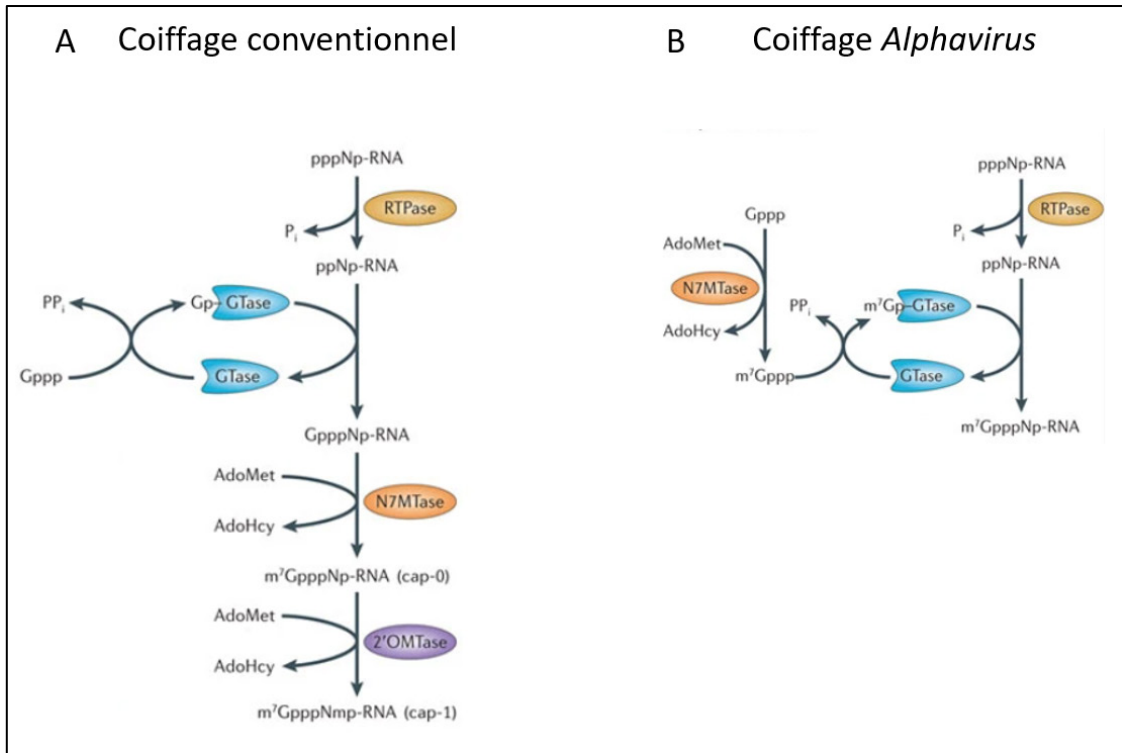 A Coiffage conventionnel
pppNp-RNA
RTPase
Pi
ppNp-RNA
PPi
Gp-GTase
Gppp
GTase
GpppNp-RNA
AdoMet
N7MTase
AdoHcy
m⁷GpppNp-RNA (cap-0)
AdoMet
2'OMTase
AdoHcy
m⁷GpppNmp-RNA (cap-1)
B Coiffage Alphavirus
pppNp-RNA
Gppp
RTPase
Pi
AdoMet
ppNp-RNA
N7MTase
PPi
m⁷Gp-GTase
AdoHcy
m⁷Gppp
GTase
m⁷GpppNp-RNA